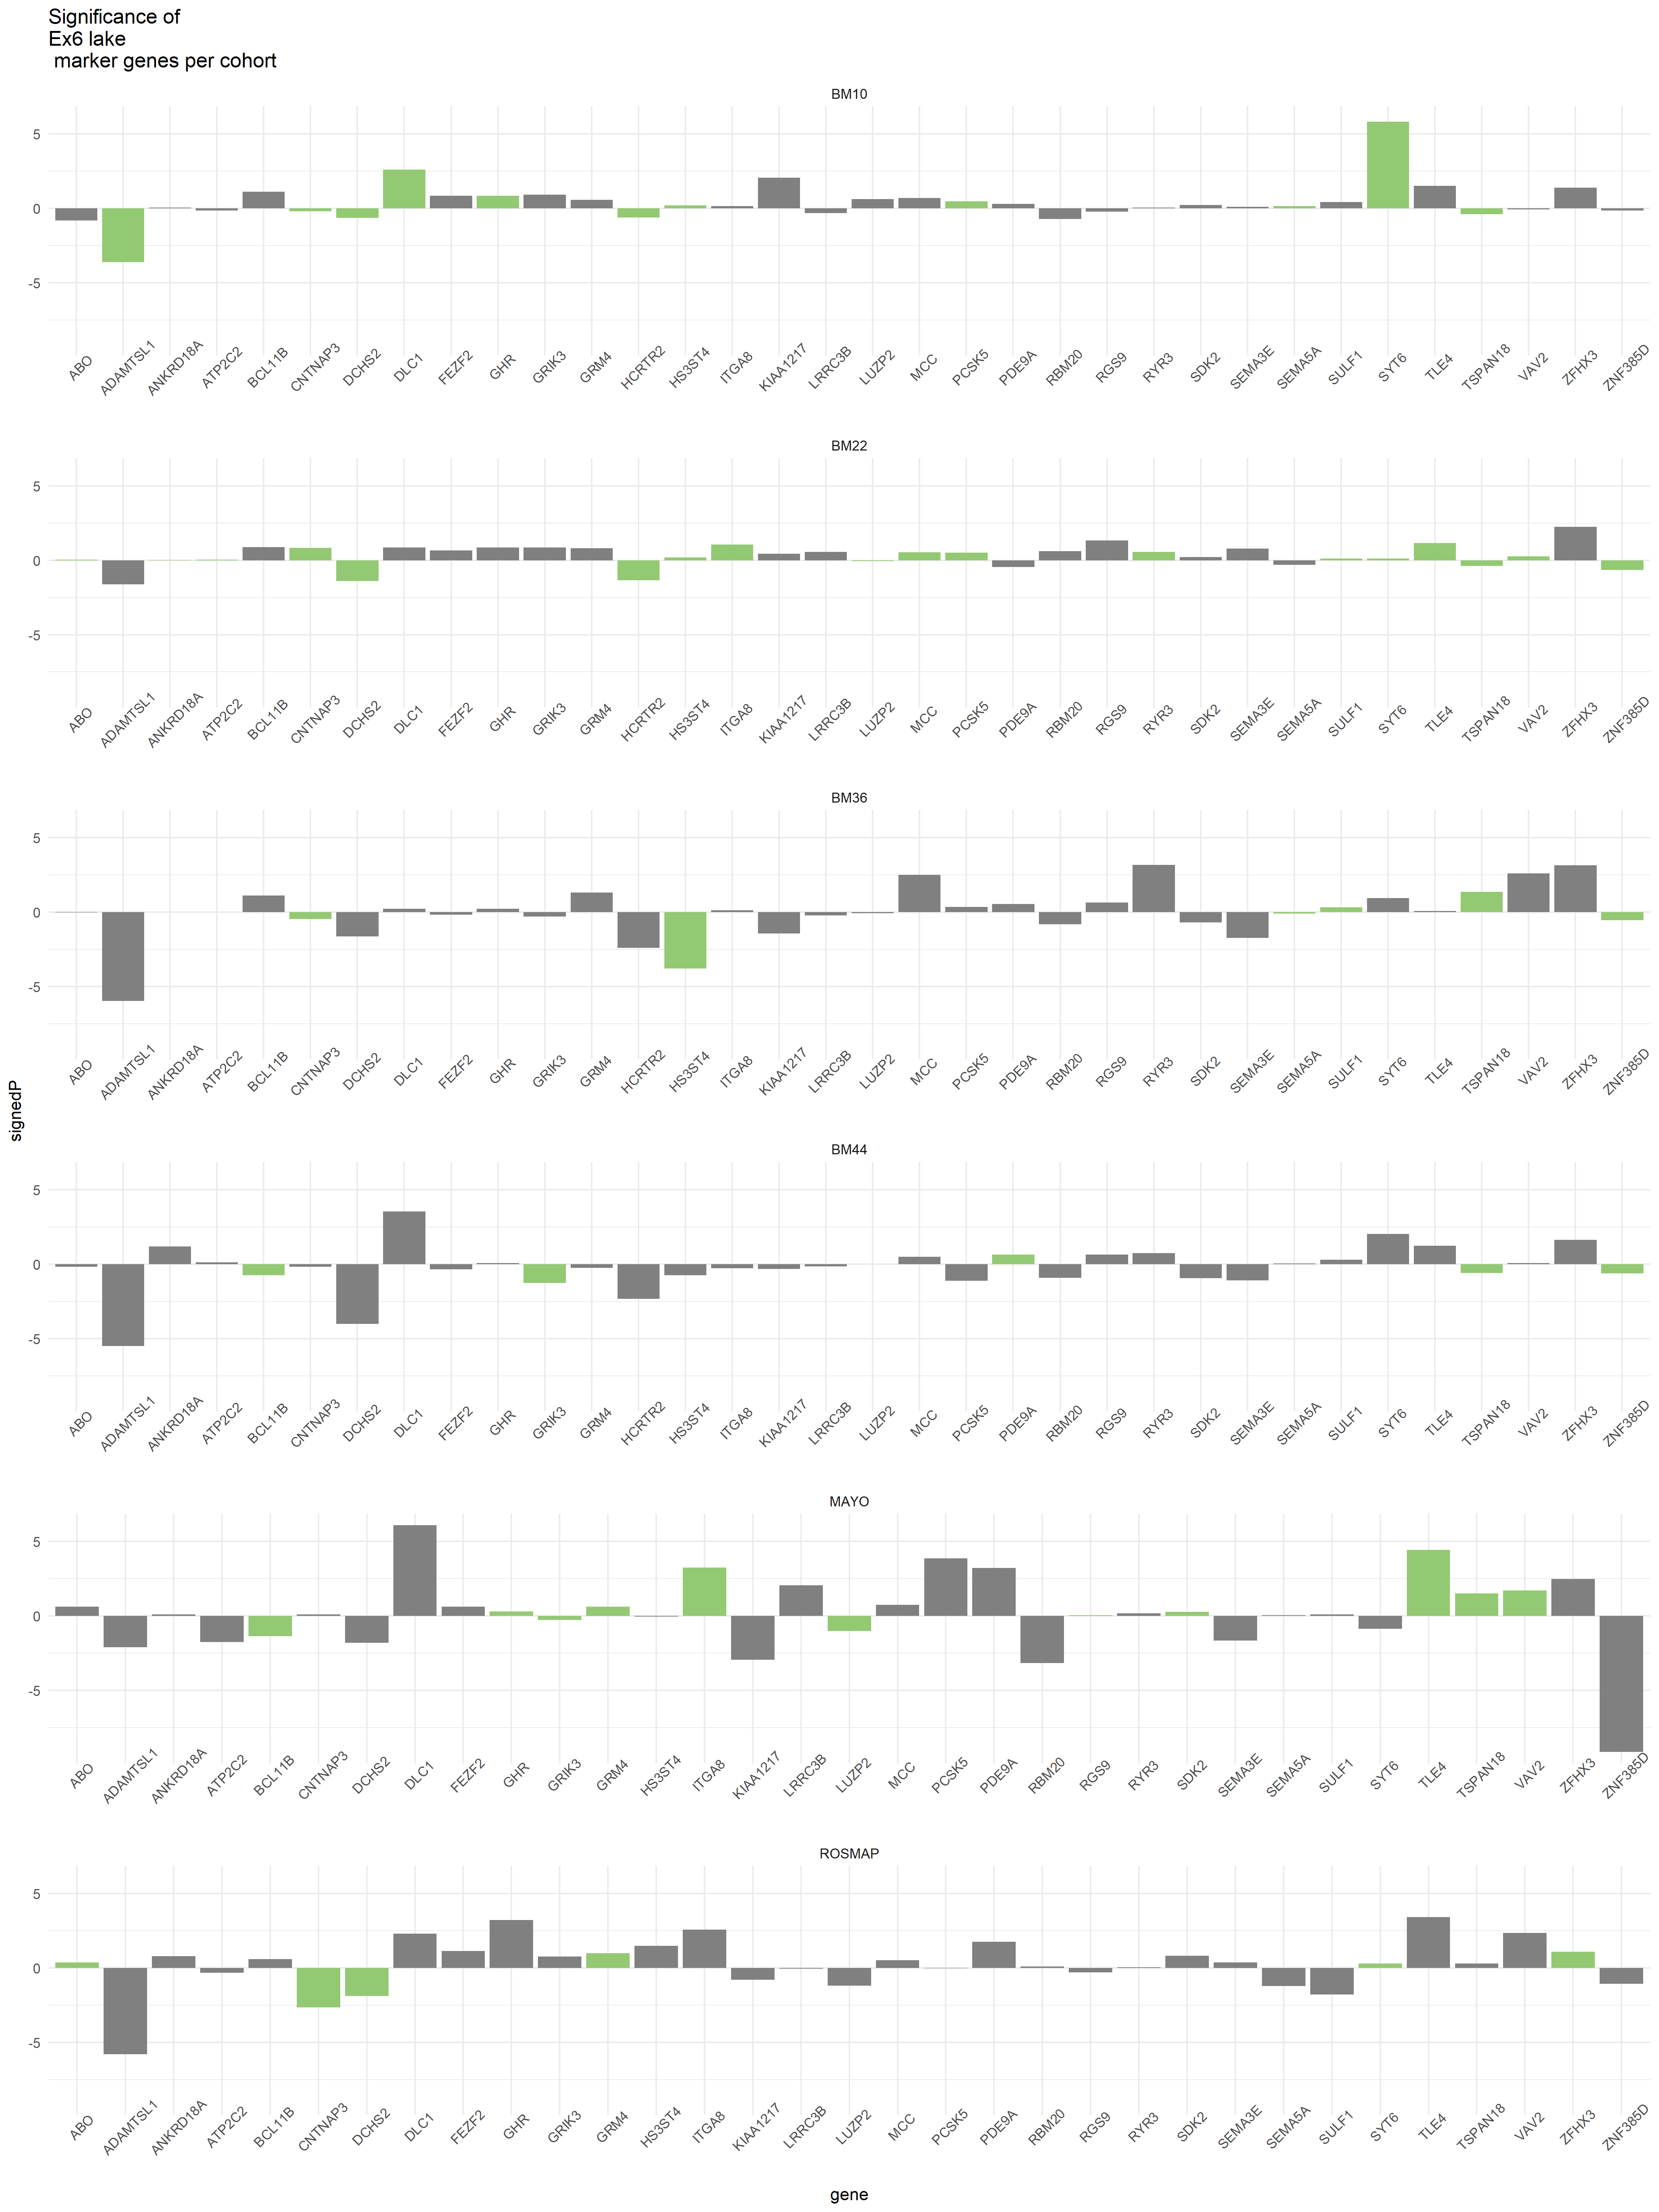 Significance of
Ex6 lake
marker genes per cohort
BM10
5
0
-5
ABO ADAMTSL1 ANKRD18A ATP2C2 BCL11B CNTNAP3 DCHS2 DLC1 FEZF2 GHR GRIK3 GRM4 HCRTR2 HS3ST4 ITGA8 KIAA1217 LRRC3B LUZP2 MCC PCSK5 PDE9A RBM20 RGS9 RYR3 SDK2 SEMA3E SEMA5A SULF1 SYT6 TLE4 TSPAN18 VAV2 ZFHX3 ZNF385D
BM22
5
0
-5
ABO ADAMTSL1 ANKRD18A ATP2C2 BCL11B CNTNAP3 DCHS2 DLC1 FEZF2 GHR GRIK3 GRM4 HCRTR2 HS3ST4 ITGA8 KIAA1217 LRRC3B LUZP2 MCC PCSK5 PDE9A RBM20 RGS9 RYR3 SDK2 SEMA3E SEMA5A SULF1 SYT6 TLE4 TSPAN18 VAV2 ZFHX3 ZNF385D
BM36
5
0
-5
ABO ADAMTSL1 ANKRD18A ATP2C2 BCL11B CNTNAP3 DCHS2 DLC1 FEZF2 GHR GRIK3 GRM4 HCRTR2 HS3ST4 ITGA8 KIAA1217 LRRC3B LUZP2 MCC PCSK5 PDE9A RBM20 RGS9 RYR3 SDK2 SEMA3E SEMA5A SULF1 SYT6 TLE4 TSPAN18 VAV2 ZFHX3 ZNF385D
signedP
BM44
5
0
-5
ABO ADAMTSL1 ANKRD18A ATP2C2 BCL11B CNTNAP3 DCHS2 DLC1 FEZF2 GHR GRIK3 GRM4 HCRTR2 HS3ST4 ITGA8 KIAA1217 LRRC3B LUZP2 MCC PCSK5 PDE9A RBM20 RGS9 RYR3 SDK2 SEMA3E SEMA5A SULF1 SYT6 TLE4 TSPAN18 VAV2 ZFHX3 ZNF385D
MAYO
5
0
-5
ABO ADAMTSL1 ANKRD18A ATP2C2 BCL11B CNTNAP3 DCHS2 DLC1 FEZF2 GHR GRIK3 GRM4 HS3ST4 ITGA8 KIAA1217 LRRC3B LUZP2 MCC PCSK5 PDE9A RBM20 RGS9 RYR3 SDK2 SEMA3E SEMA5A SULF1 SYT6 TLE4 TSPAN18 VAV2 ZFHX3 ZNF385D
ROSMAP
5
0
-5
ABO ADAMTSL1 ANKRD18A ATP2C2 BCL11B CNTNAP3 DCHS2 DLC1 FEZF2 GHR GRIK3 GRM4 HS3ST4 ITGA8 KIAA1217 LRRC3B LUZP2 MCC PCSK5 PDE9A RBM20 RGS9 RYR3 SDK2 SEMA3E SEMA5A SULF1 SYT6 TLE4 TSPAN18 VAV2 ZFHX3 ZNF385D
gene